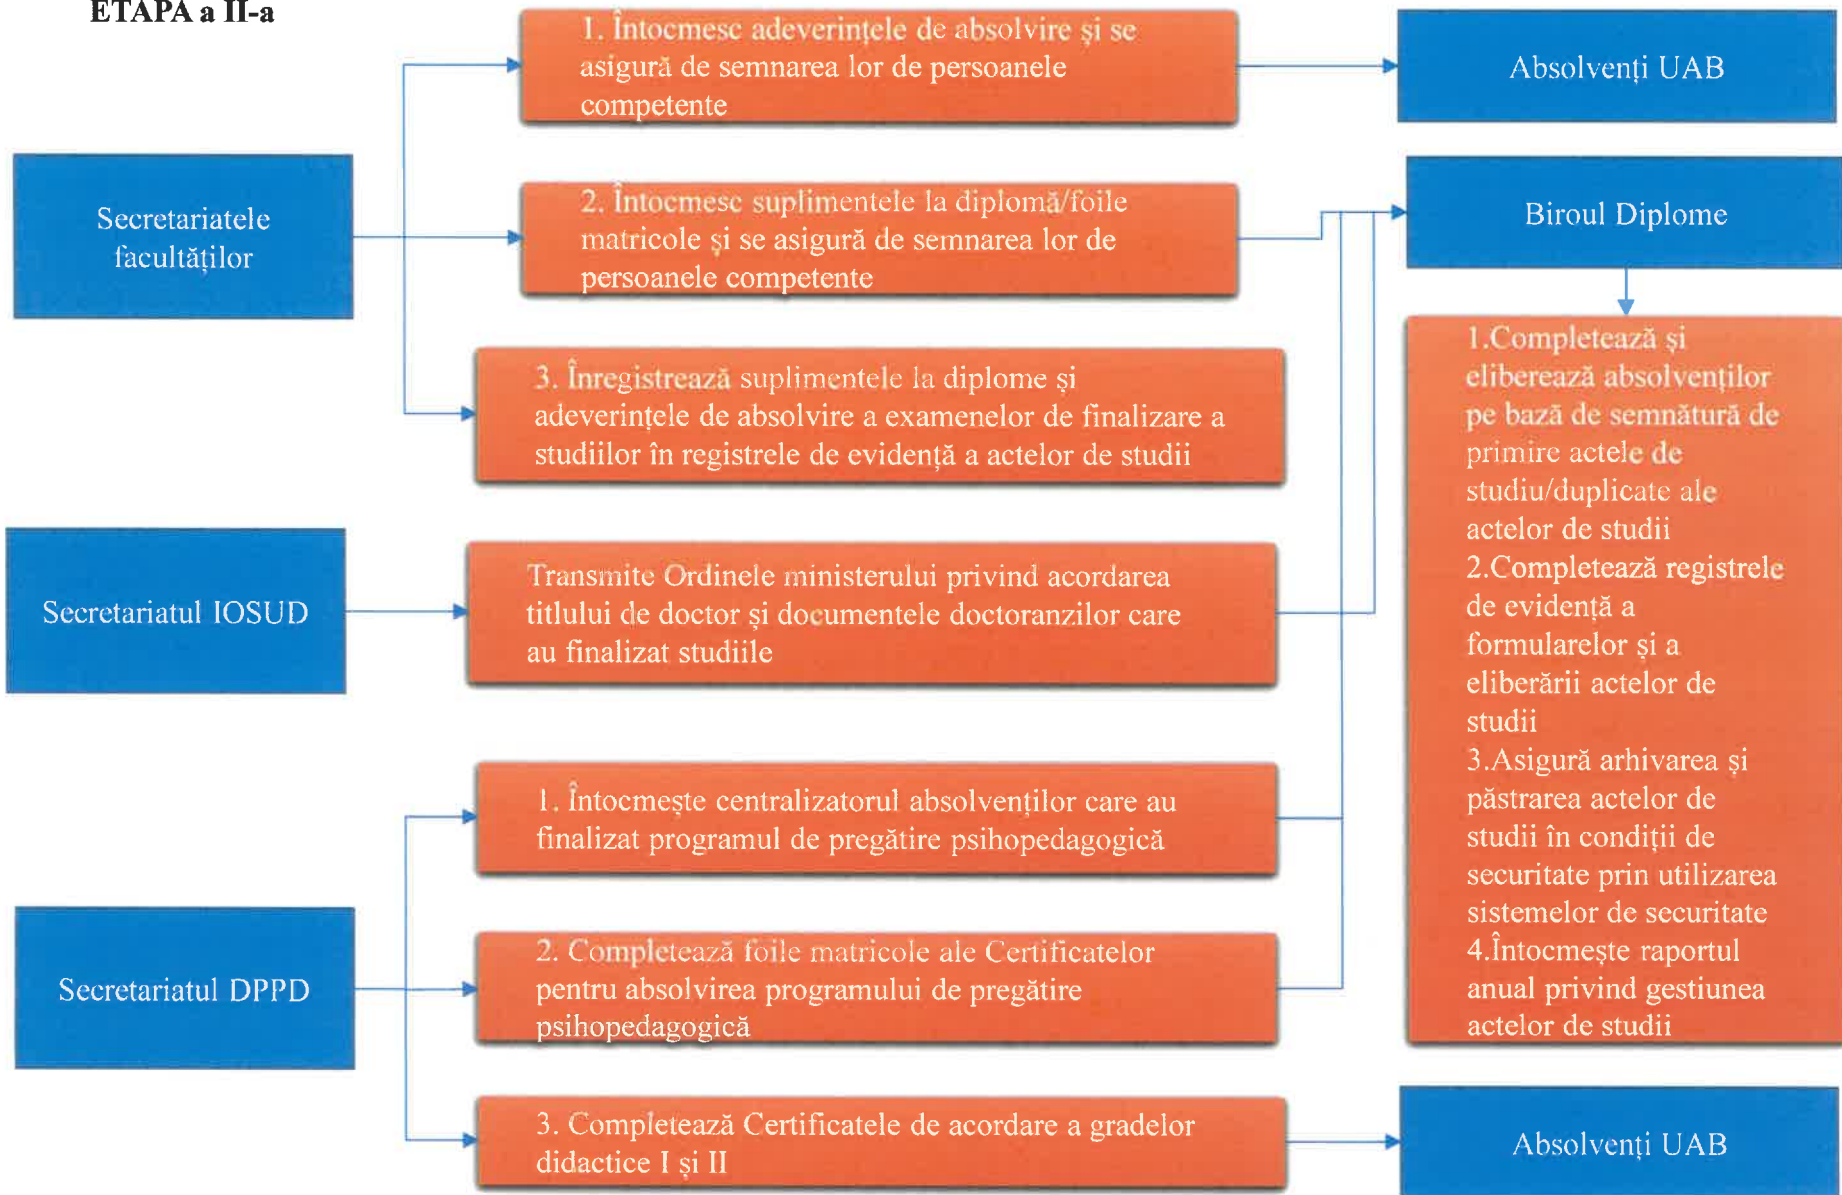 ETAPA a II-a
1. Întocmesc adeverințele de absolvire și se
asigură de semnarea lor de persoanele
competente
Absolvenți UAB
Secretariatele
facultăților
2. Întocmesc suplimentele la diplomă/foile
matricole și se asigură de semnarea lor de
persoanele competente
Biroul Diplome
3. Înregistrează suplimentele la diplome și
adeverințele de absolvire a examenelor de finalizare a
studiilor în registrele de evidență a actelor de studii
1.Completează și
eliberează absolvenților
pe bază de semnătură de
primire actele de
studiu/duplicate ale
actelor de studii
2.Completează registrele
de evidență a
formularelor și a
eliberării actelor de
studii
3.Asigură arhivarea și
păstrarea actelor de
studii în condiții de
securitate prin utilizarea
sistemelor de securitate
4.Întocmește raportul
anual privind gestiunea
actelor de studii
Secretariatul IOSUD
Transmite Ordinele ministerului privind acordarea
titlului de doctor și documentele doctoranzilor care
au finalizat studiile
Secretariatul DPPD
1. Întocmește centralizatorul absolvenților care au
finalizat programul de pregătire psihopedagogică
2. Completează foile matricole ale Certificatelor
pentru absolvirea programului de pregătire
psihopedagogică
3. Completează Certificatele de acordare a gradelor
didactice I și II
Absolvenți UAB